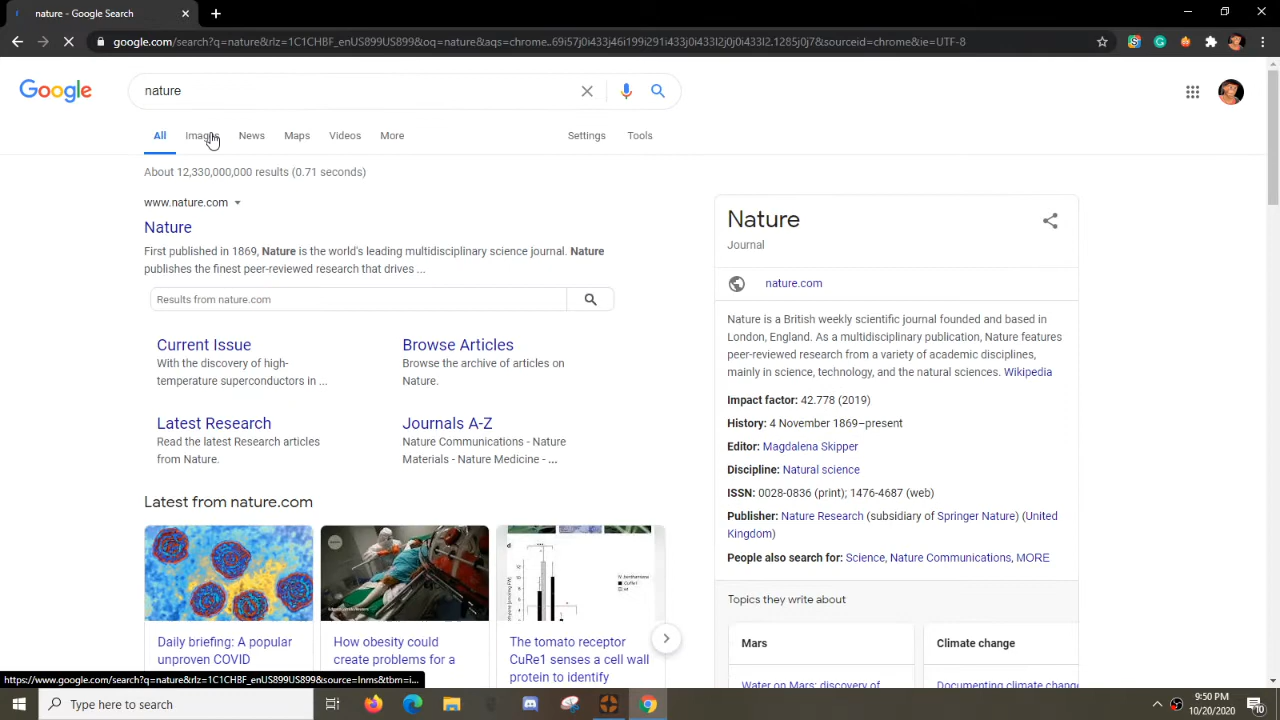 nature - Google Search
google.com/search?q=nature&rlz=1C1CHBF_enUS899US899&oq=nature&aqs=chrome..69i57j0i433j46i199i291i433j0i433l2j0j0i433l2.1285j0j7&sourceid=chrome&ie=UTF-8
Google
nature
All Images News Maps Videos More Settings Tools
About 12,330,000,000 results (0.71 seconds)
www.nature.com
Nature
First published in 1869, Nature is the world's leading multidisciplinary science journal. Nature
publishes the finest peer-reviewed research that drives ...
Results from nature.com
Current Issue
With the discovery of high-
temperature superconductors in ...
Browse Articles
Browse the archive of articles on
Nature.
Latest Research
Read the latest Research articles
from Nature.
Journals A-Z
Nature Communications - Nature
Materials - Nature Medicine - ...
Latest from nature.com
Daily briefing: A popular
unproven COVID
How obesity could
create problems for a
The tomato receptor
CuRe1 senses a cell wall
protein to identify
Nature
Journal
nature.com
Nature is a British weekly scientific journal founded and based in
London, England. As a multidisciplinary publication, Nature features
peer-reviewed research from a variety of academic disciplines,
mainly in science, technology, and the natural sciences. Wikipedia
Impact factor: 42.778 (2019)
History: 4 November 1869–present
Editor: Magdalena Skipper
Discipline: Natural science
ISSN: 0028-0836 (print); 1476-4687 (web)
Publisher: Nature Research (subsidiary of Springer Nature) (United
Kingdom)
People also search for: Science, Nature Communications, MORE
Topics they write about
Mars
Water on Mars: discovery of
Climate change
Documenting climate change
https://www.google.com/search?q=nature&rlz=1C1CHBF_enUS899US899&source=lnms&tbm=i...
Type here to search
9:50 PM
10/20/2020